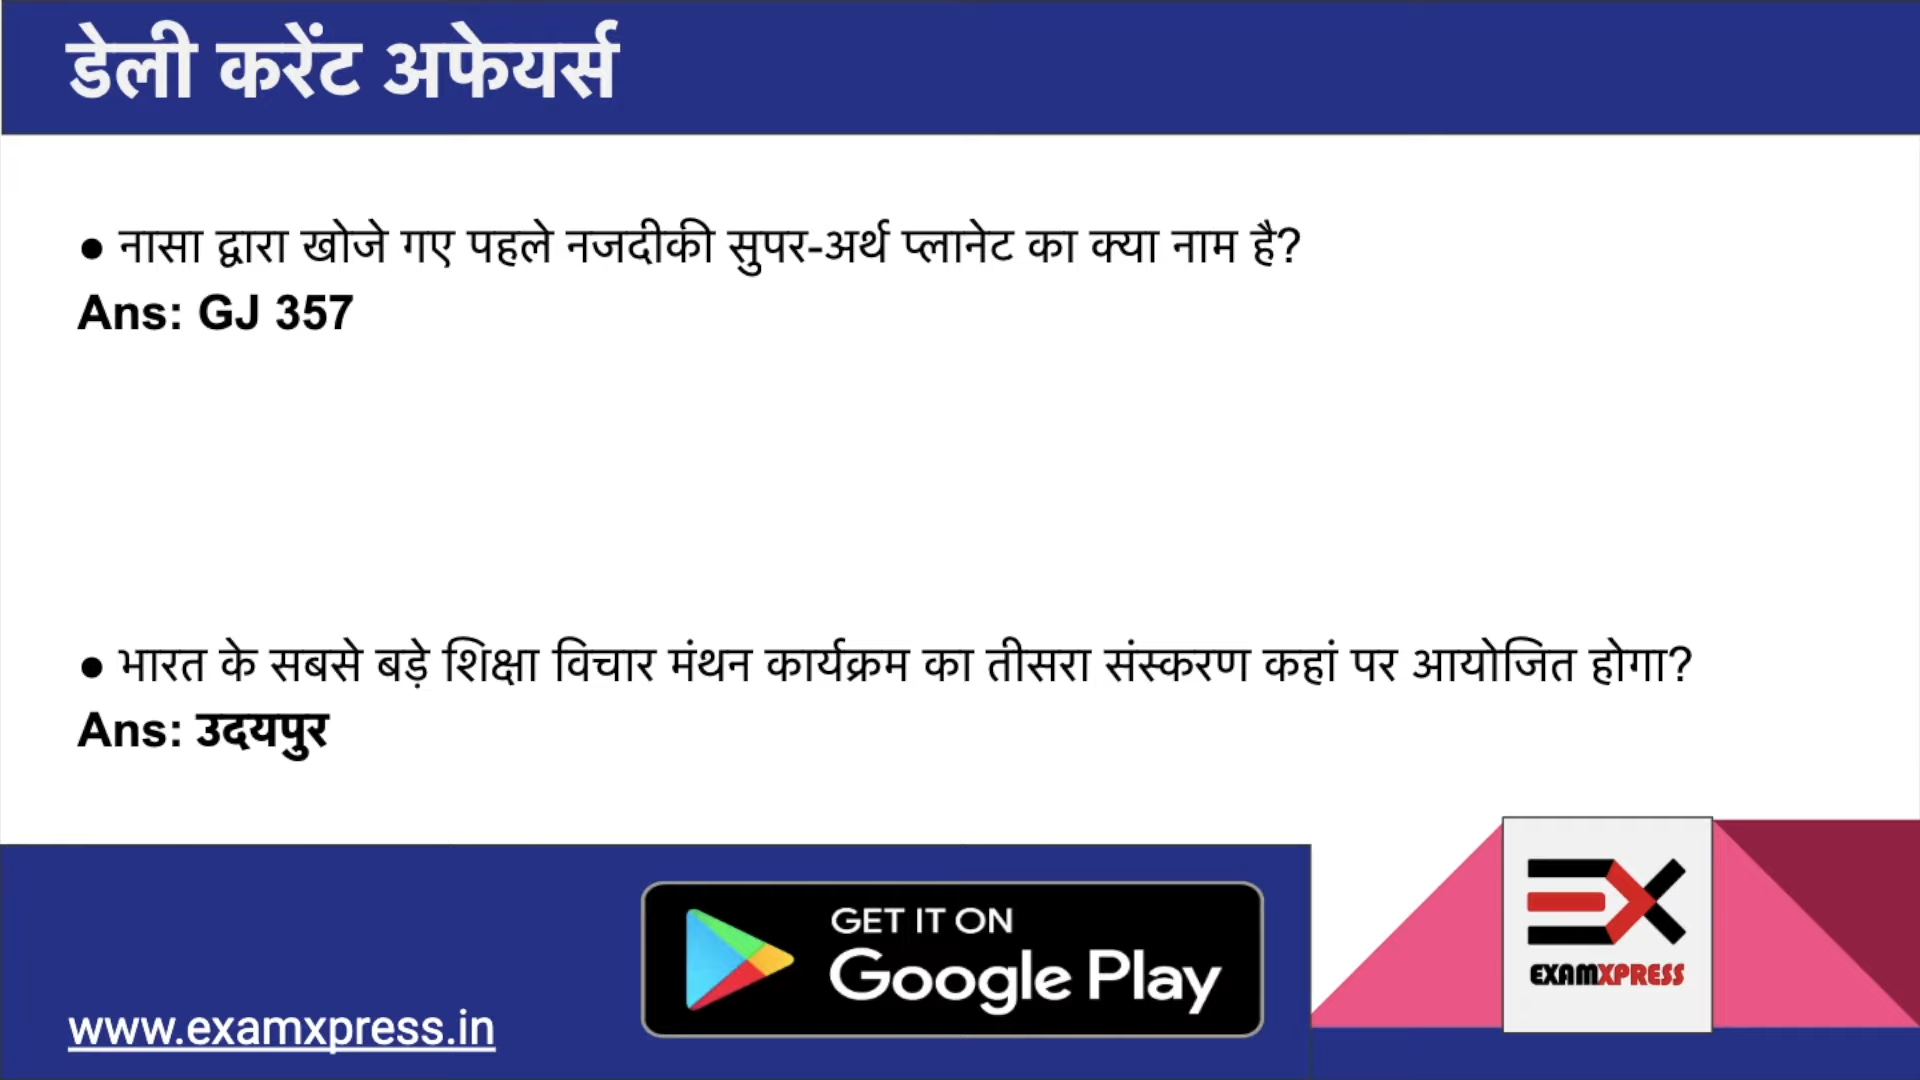 डेली करेंट अफेयर्स
● नासा द्वारा खोजे गए पहले नजदीकी सुपर-अर्थ प्लानेट का क्या नाम है?
Ans: GJ 357
● भारत के सबसे बड़े शिक्षा विचार मंथन कार्यक्रम का तीसरा संस्करण कहां पर आयोजित होगा?
Ans: उदयपुर
GET IT ON
Google Play
EX
EXAMXPRESS
www.examxpress.in